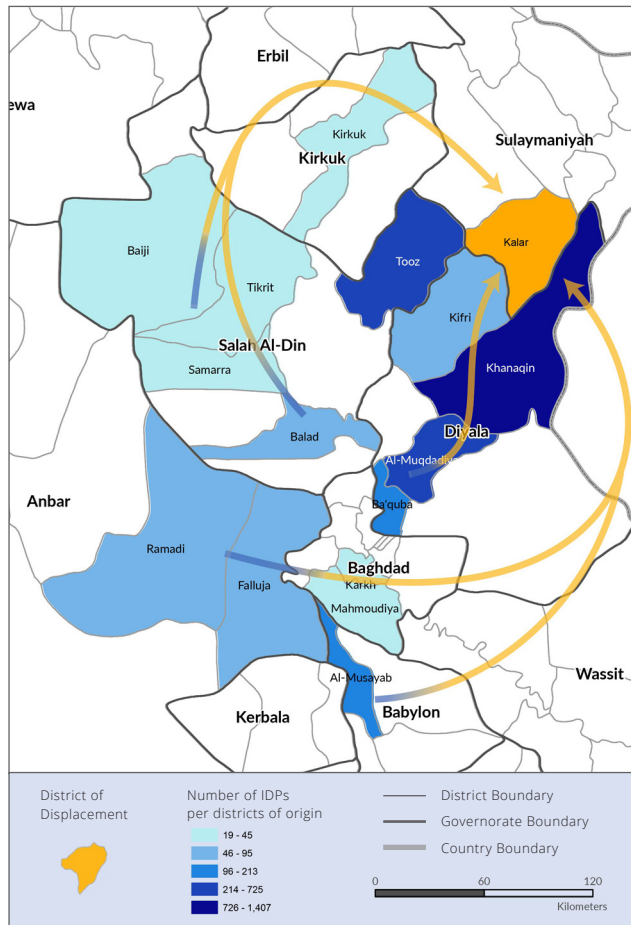 Erbil
ewa
Kirkuk
Kirkuk
Sulaymaniyah
Baiji
Kalar
Tooz
Tikrit
Kifri
Salah Al-Din
Samarra
Khanaqin
Balad
Diyala
Al-Muqdadiya
Anbar
Ba'quba
Ramadi
Baghdad
Falluja
Karkh
Mahmoudiya
Al-Musayab
Wassit
Kerbala
Babylon
District of
Displacement
Number of IDPs
per districts of origin
19 - 45
46 - 95
96 - 213
214 - 725
726 - 1,407
District Boundary
Governorate Boundary
Country Boundary
0 60 120
Kilometers